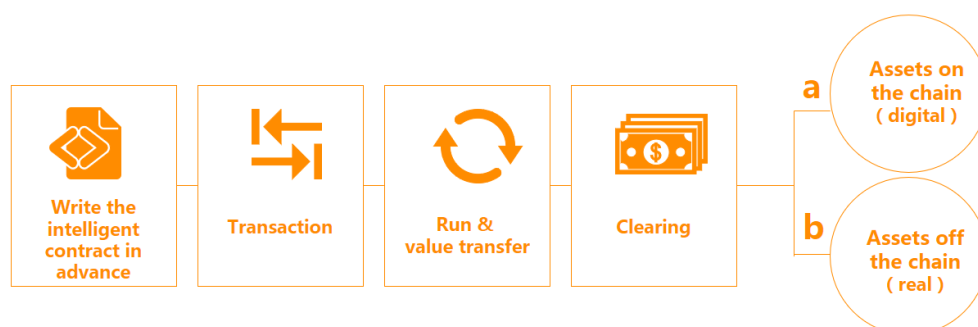 Write the
intelligent
contract in
advance
Transaction
Run &
value transfer
$
Clearing
a
Assets on
the chain
( digital )
b
Assets off
the chain
( real )